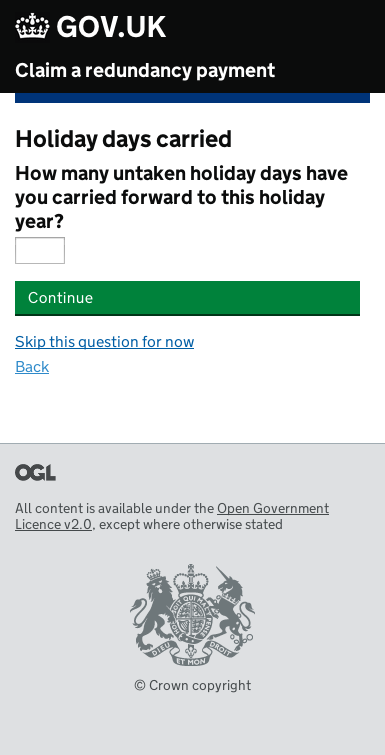 GOV.UK
Claim a redundancy payment
Holiday days carried
How many untaken holiday days have
you carried forward to this holiday
year?
Continue
Skip this question for now
Back
OGL
All content is available under the Open Government
Licence v2.0, except where otherwise stated
DIEU ET MON DROIT
© Crown copyright